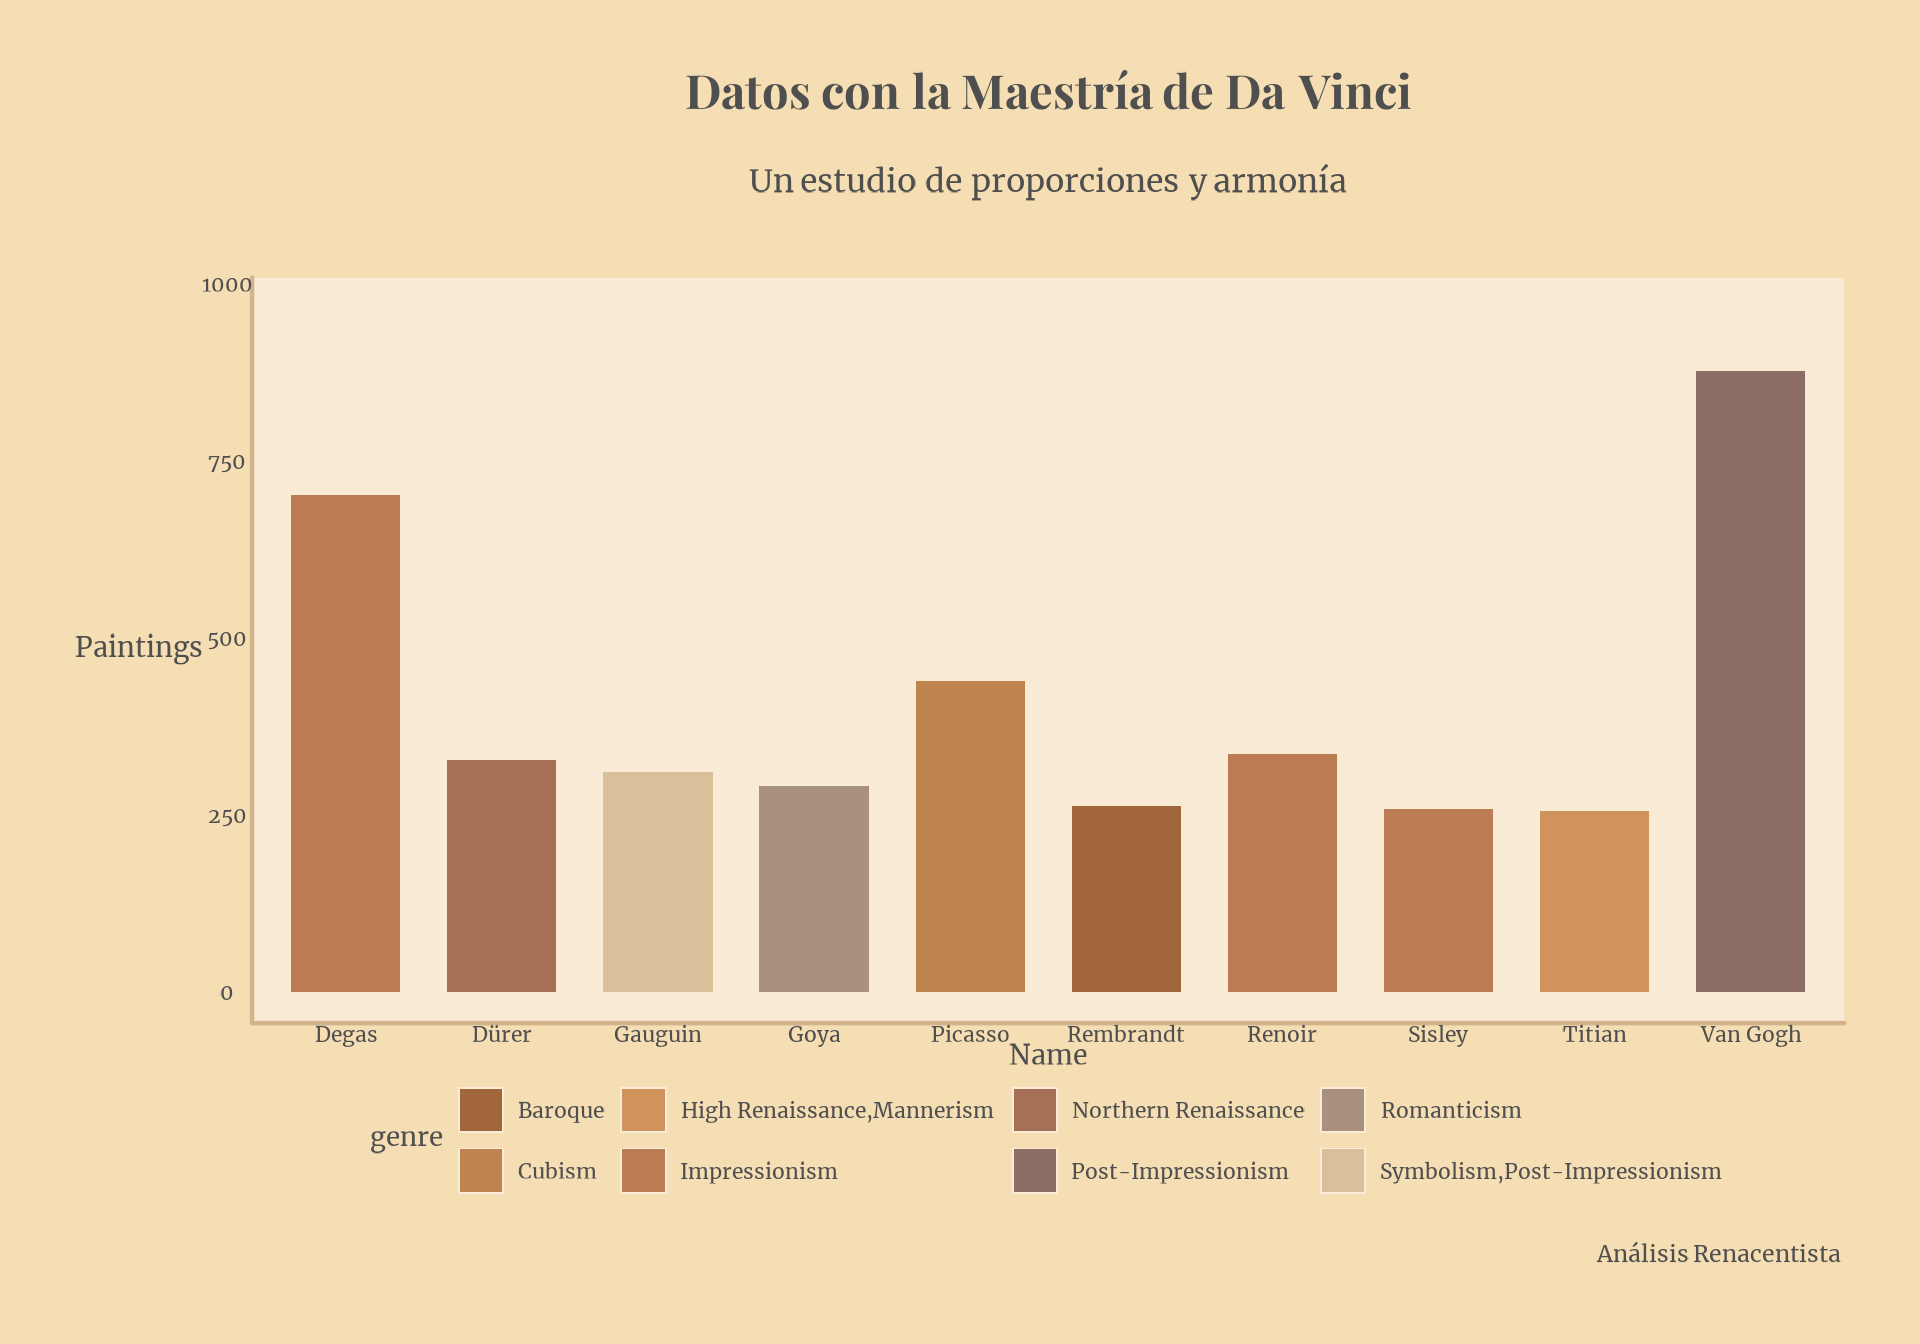 Datos con la Maestría de Da Vinci
Un estudio de proporciones y armonía
1000
750
500
250
0
Paintings
Degas Dürer Gauguin Goya Picasso Rembrandt Renoir Sisley Titian Van Gogh
Name
genre
Baroque High Renaissance,Mannerism Northern Renaissance Romanticism
Cubism Impressionism Post-Impressionism Symbolism,Post-Impressionism
Análisis Renacentista